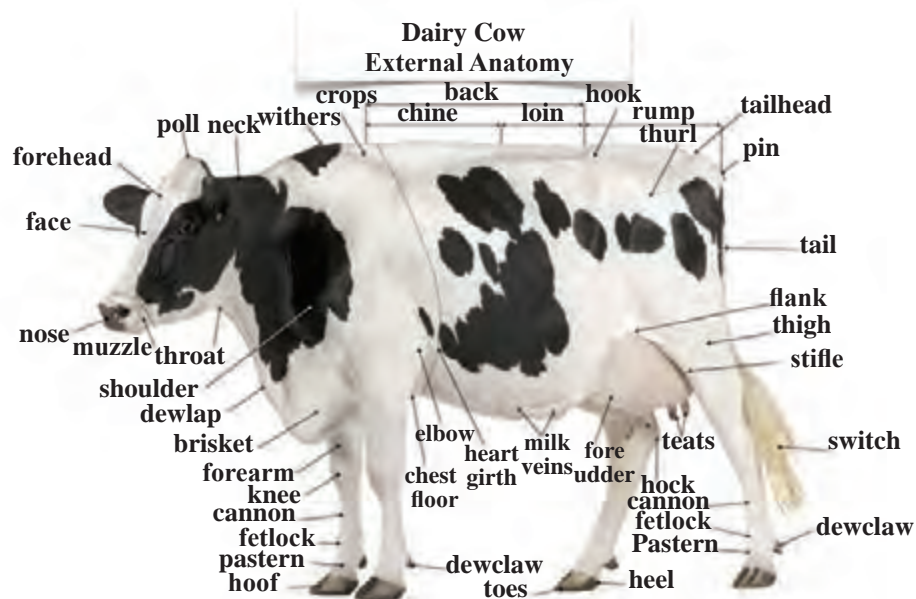 Dairy Cow
External Anatomy
crops
back
hook
chine
loin
rump
thurl
tailhead
poll
neck
withers
pin
forehead
face
tail
nose
muzzle
throat
flank
thigh
stifle
shoulder
dewlap
brisket
elbow
heart
girth
milk
veins
fore
udder
teats
switch
forearm
knee
cannon
fetlock
pastern
hoof
chest
floor
hock
cannon
fetlock
Pastern
dewclaw
dewclaw
toes
heel